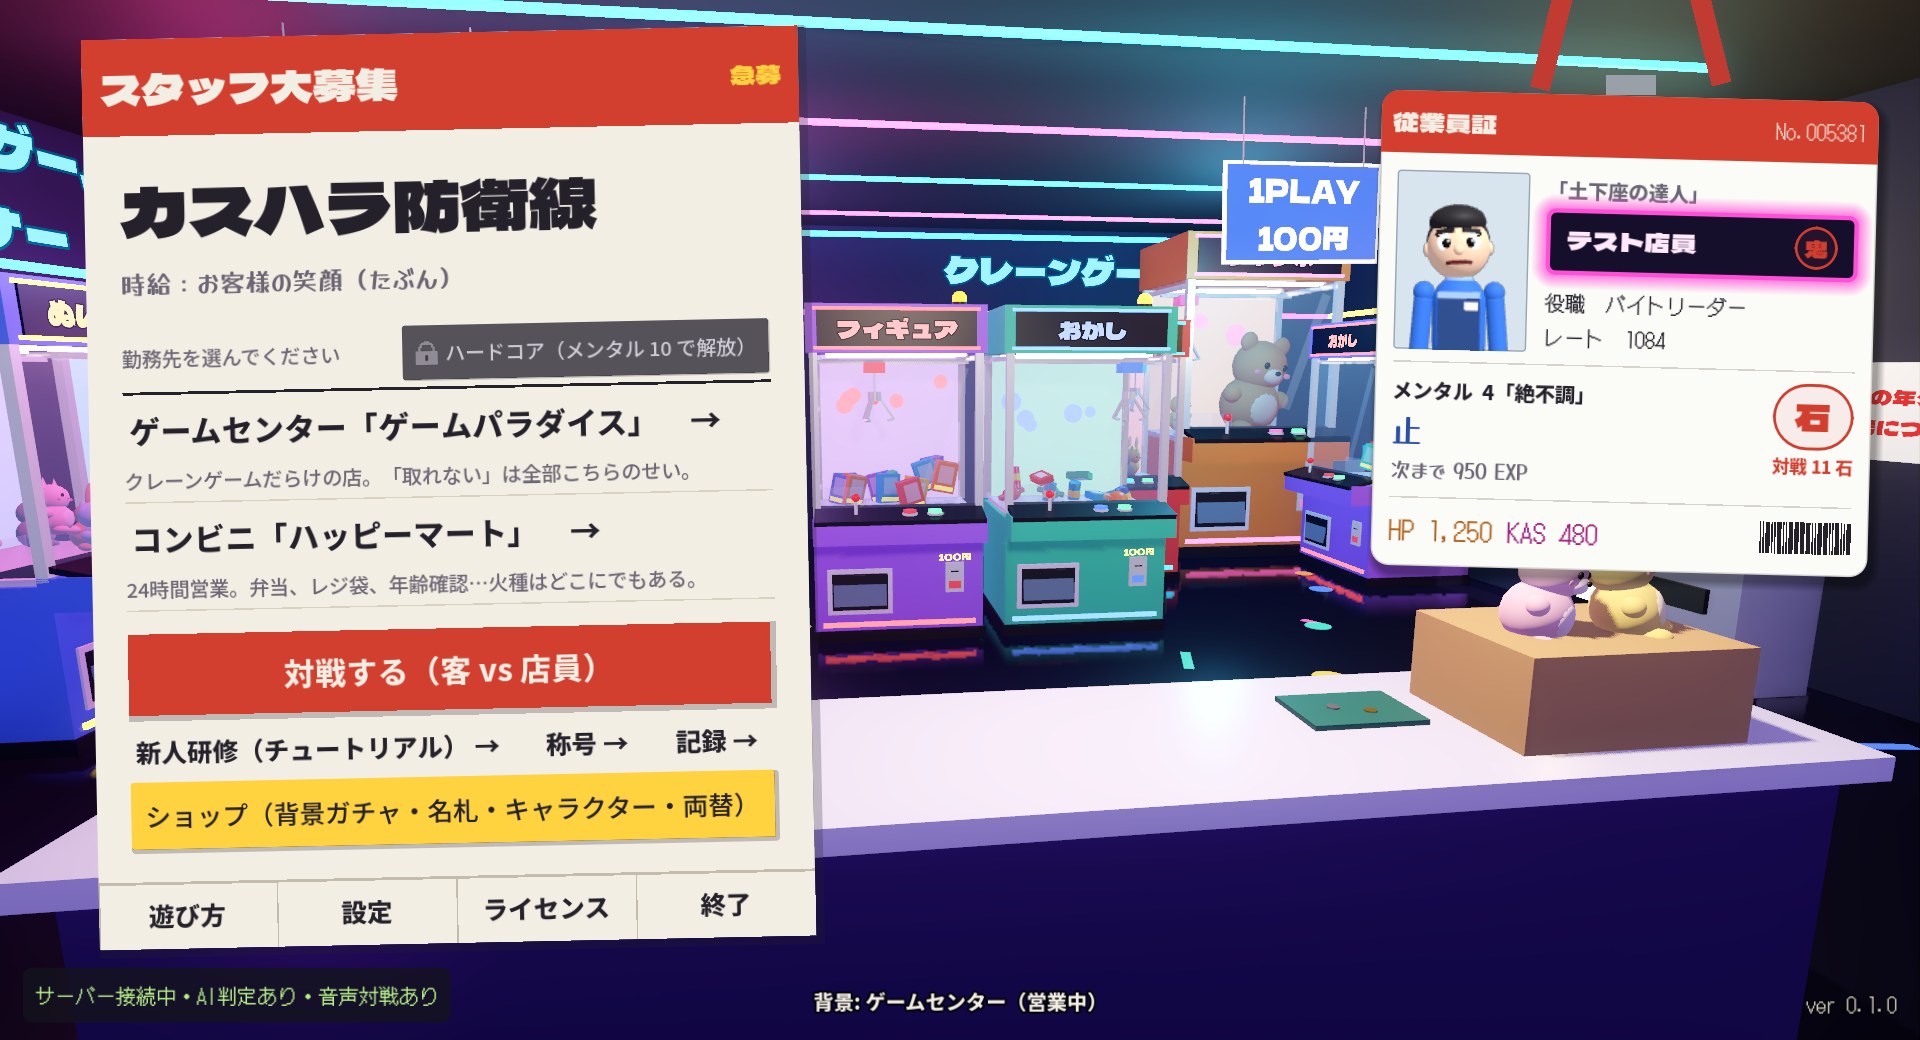 スタッフ大募集
急募
カスハラ防衛線
時給：お客様の笑顔（たぶん）
勤務先を選んでください
ハードコア（メンタル 10 で解放）
ゲームセンター「ゲームパラダイス」 →
クレーンゲームだらけの店。「取れない」は全部こちらのせい。
コンビニ「ハッピーマート」 →
24時間営業。弁当、レジ袋、年齢確認…火種はどこにでもある。
対戦する（客 vs 店員）
新人研修（チュートリアル） → 称号 → 記録 →
ショップ（背景ガチャ・名札・キャラクター・両替）
遊び方 設定 ライセンス 終了
サーバー接続中・AI判定あり・音声対戦あり
背景: ゲームセンター（営業中）
ver 0.1.0
従業員証
No. 005381
「土下座の達人」
テスト店員
役職 バイトリーダー
レート 1084
メンタル 4「絶不調」
止
次まで 950 EXP
石
対戦 11 石
HP 1,250 KAS 480
1PLAY
100円
クレーンゲー
フィギュア
おかし
おかし
100円
100円